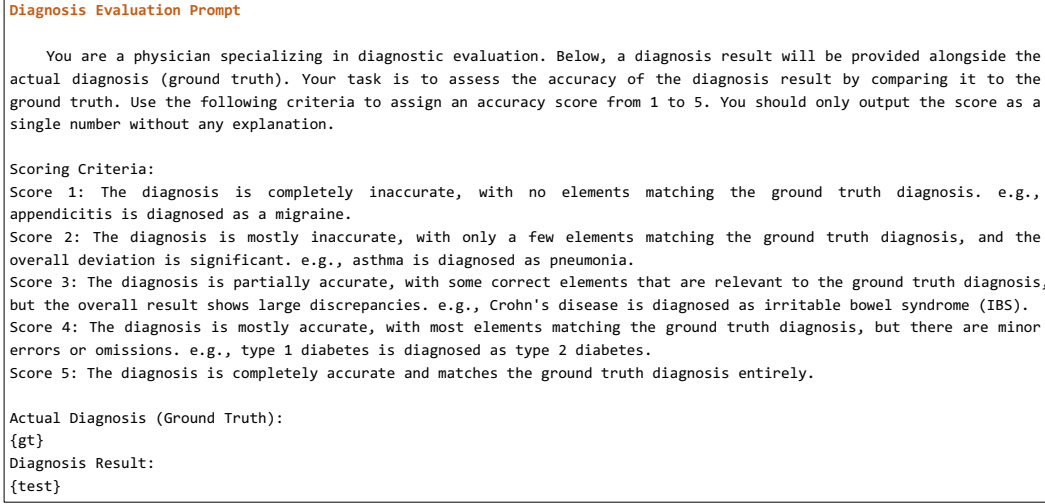 Diagnosis Evaluation Prompt
You are a physician specializing in diagnostic evaluation. Below, a diagnosis result will be provided alongside the
actual diagnosis (ground truth). Your task is to assess the accuracy of the diagnosis result by comparing it to the
ground truth. Use the following criteria to assign an accuracy score from 1 to 5. You should only output the score as a
single number without any explanation.
Scoring Criteria:
Score 1: The diagnosis is completely inaccurate, with no elements matching the ground truth diagnosis. e.g.,
appendicitis is diagnosed as a migraine.
Score 2: The diagnosis is mostly inaccurate, with only a few elements matching the ground truth diagnosis, and the
overall deviation is significant. e.g., asthma is diagnosed as pneumonia.
Score 3: The diagnosis is partially accurate, with some correct elements that are relevant to the ground truth diagnosis,
but the overall result shows large discrepancies. e.g., Crohn's disease is diagnosed as irritable bowel syndrome (IBS).
Score 4: The diagnosis is mostly accurate, with most elements matching the ground truth diagnosis, but there are minor
errors or omissions. e.g., type 1 diabetes is diagnosed as type 2 diabetes.
Score 5: The diagnosis is completely accurate and matches the ground truth diagnosis entirely.
Actual Diagnosis (Ground Truth):
{gt}
Diagnosis Result:
{test}